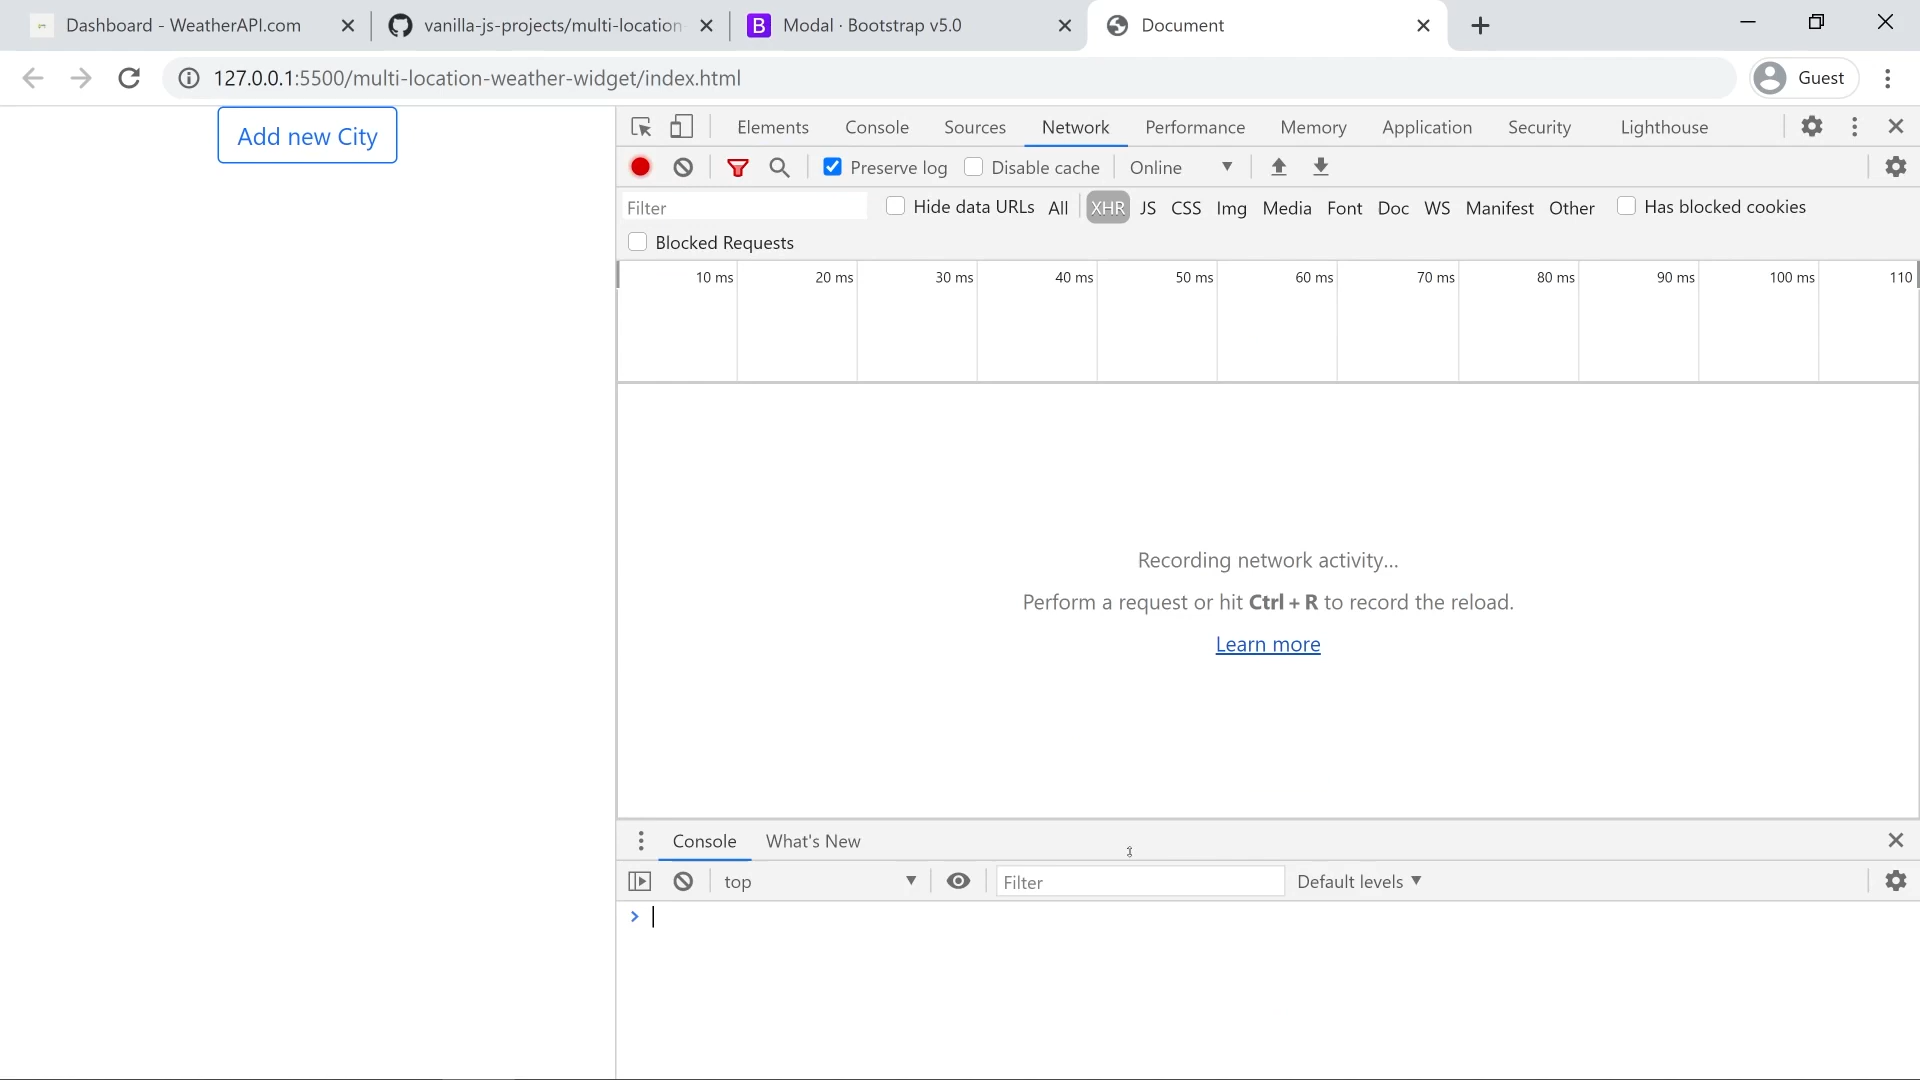 Dashboard - WeatherAPI.com
vanilla-js-projects/multi-location-
B Modal · Bootstrap v5.0
Document
127.0.0.1:5500/multi-location-weather-widget/index.html
Guest
Add new City
Elements Console Sources Network Performance Memory Application Security Lighthouse
Preserve log Disable cache Online
Filter Hide data URLs All XHR JS CSS Img Media Font Doc WS Manifest Other Has blocked cookies
Blocked Requests
10 ms 20 ms 30 ms 40 ms 50 ms 60 ms 70 ms 80 ms 90 ms 100 ms 110
Recording network activity...
Perform a request or hit Ctrl + R to record the reload.
Learn more
Console What's New
top Filter Default levels